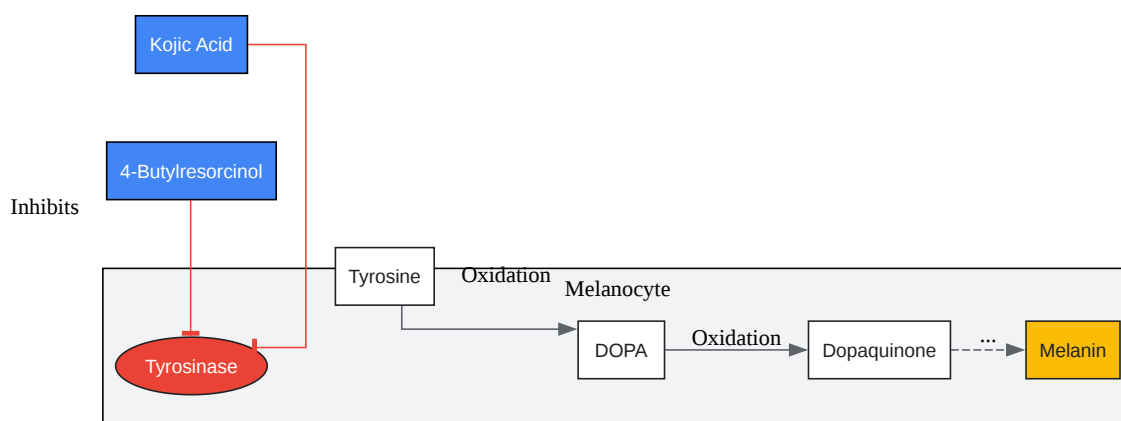 Kojic Acid
4-Butylresorcinol
Inhibits
Tyrosine
Oxidation
Melanocyte
Tyrosinase
DOPA
Oxidation
Dopaquinone
...
Melanin